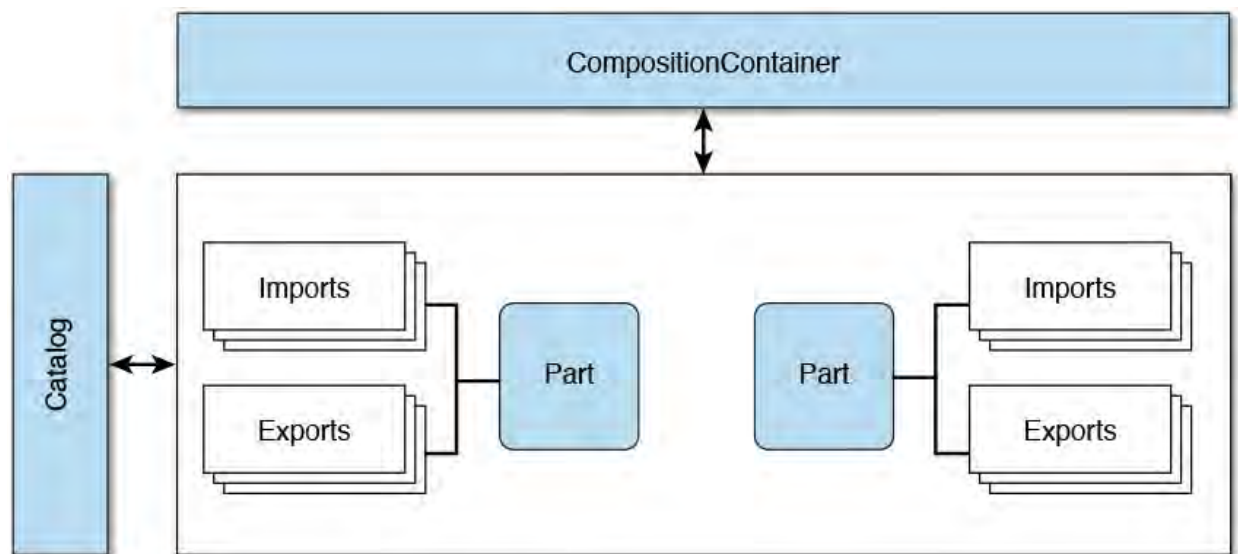 CompositionContainer
Catalog
Imports
Exports
Part
Part
Imports
Exports